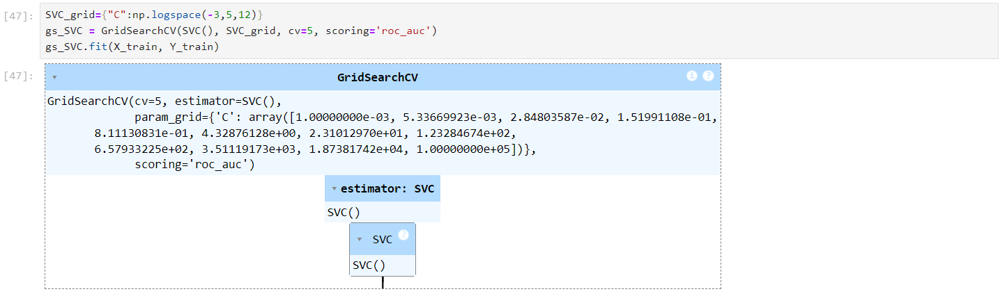 [47]: SVC_grid={"C":np.logspace(-3,5,12)}
gs_SVC = GridSearchCV(SVC(), SVC_grid, cv=5, scoring='roc_auc')
gs_SVC.fit(X_train, Y_train)
[47]: GridSearchCV i ?
GridSearchCV(cv=5, estimator=SVC(),
param_grid={'C': array([1.00000000e-03, 5.33669923e-03, 2.84803587e-02, 1.51991108e-01,
8.11130831e-01, 4.32876128e+00, 2.31012970e+01, 1.23284674e+02,
6.57933225e+02, 3.51119173e+03, 1.87381742e+04, 1.00000000e+05])},
scoring='roc_auc')
estimator: SVC
SVC()
SVC ?
SVC()